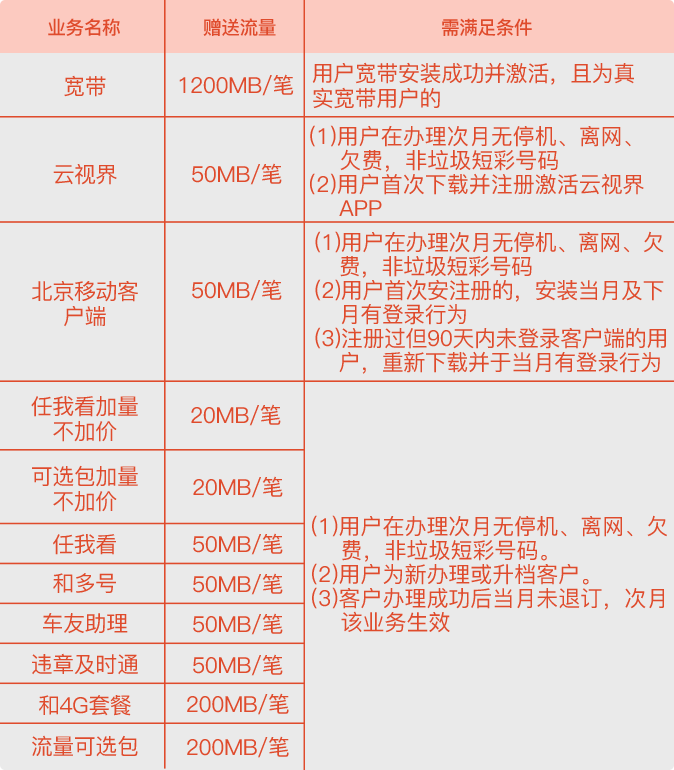 业务名称
赠送流量
需满足条件
宽带
1200MB/笔
用户宽带安装成功并激活，且为真
实宽带用户的
云视界
50MB/笔
(1)用户在办理次月无停机、离网、
欠费，非垃圾短彩号码
(2)用户首次下载并注册激活云视界
APP
北京移动客
户端
50MB/笔
(1)用户在办理次月无停机、离网、欠
费，非垃圾短彩号码
(2)用户首次安注册的，安装当月及下
月有登录行为
(3)注册过但90天内未登录客户端的用
户，重新下载并于当月有登录行为
任我看加量
不加价
20MB/笔
可选包加量
不加价
20MB/笔
任我看
50MB/笔
和多号
50MB/笔
车友助理
50MB/笔
违章及时通
50MB/笔
和4G套餐
200MB/笔
流量可选包
200MB/笔
(1)用户在办理次月无停机、离网、欠
费，非垃圾短彩号码。
(2)用户为新办理或升档客户。
(3)客户办理成功后当月未退订，次月
该业务生效